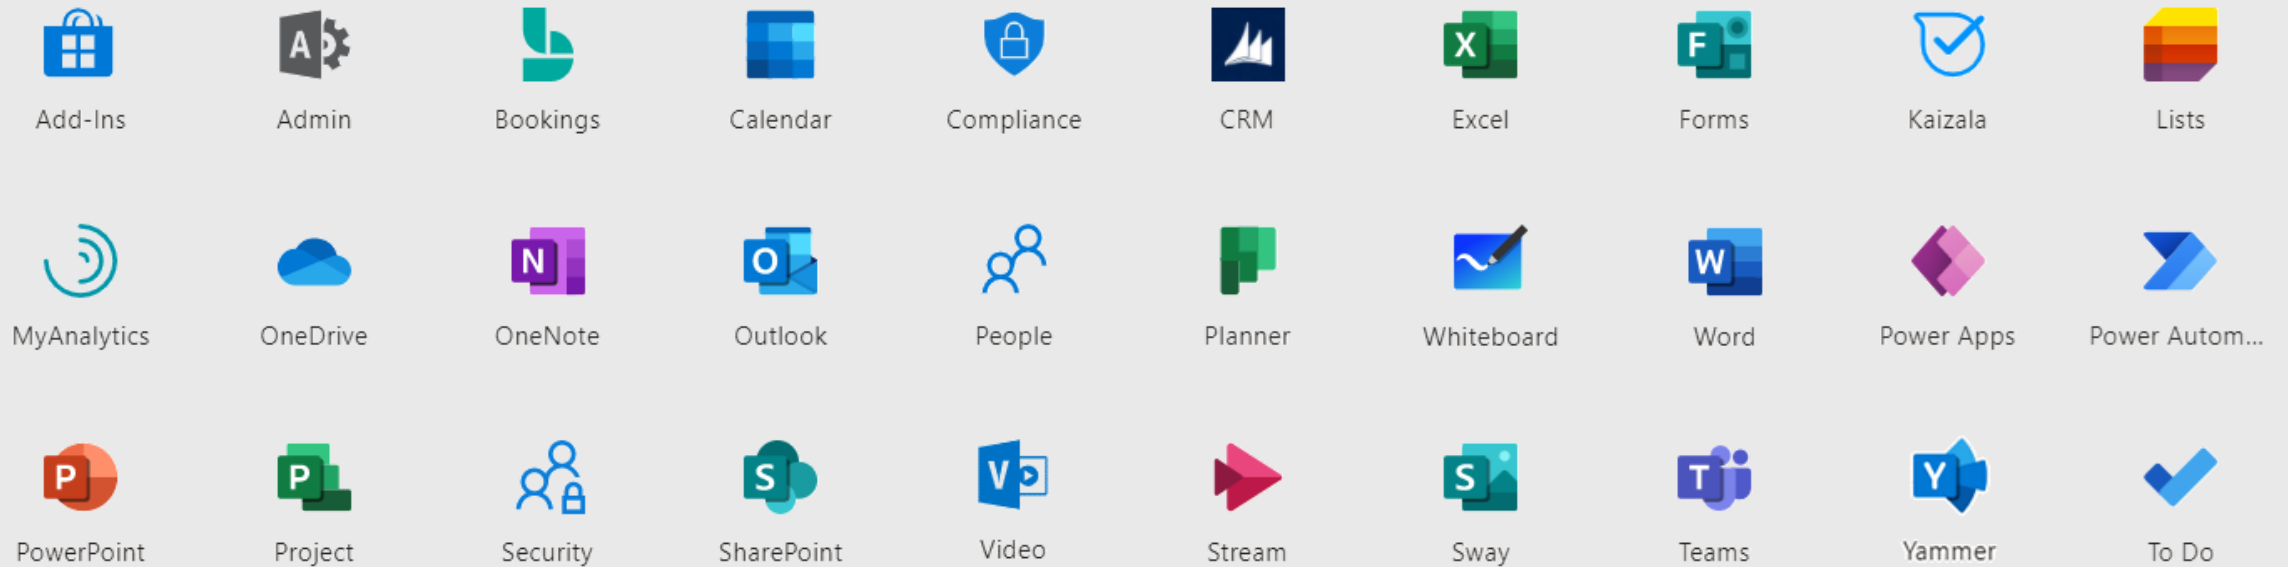 A
Add-Ins Admin Bookings Calendar Compliance CRM Excel Forms Kaizala Lists
X F
N O W
MyAnalytics OneDrive OneNote Outlook People Planner Whiteboard Word Power Apps Power Autom...
P P S V S T Y
PowerPoint Project Security SharePoint Video Stream Sway Teams Yammer To Do